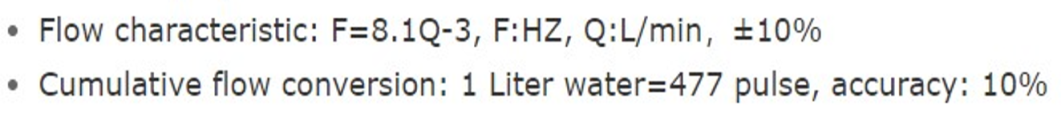 • Flow characteristic: F=8.1Q-3, F:HZ, Q:L/min, ±10%
• Cumulative flow conversion: 1 Liter water=477 pulse, accuracy: 10%